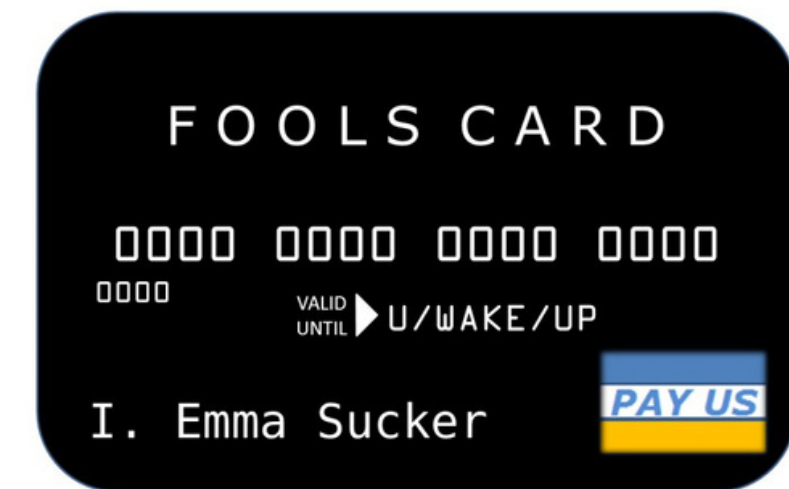 FOOLS CARD
0000 0000 0000 0000
0000
VALID
UNTIL U/WAKE/UP
I. Emma Sucker
PAY US